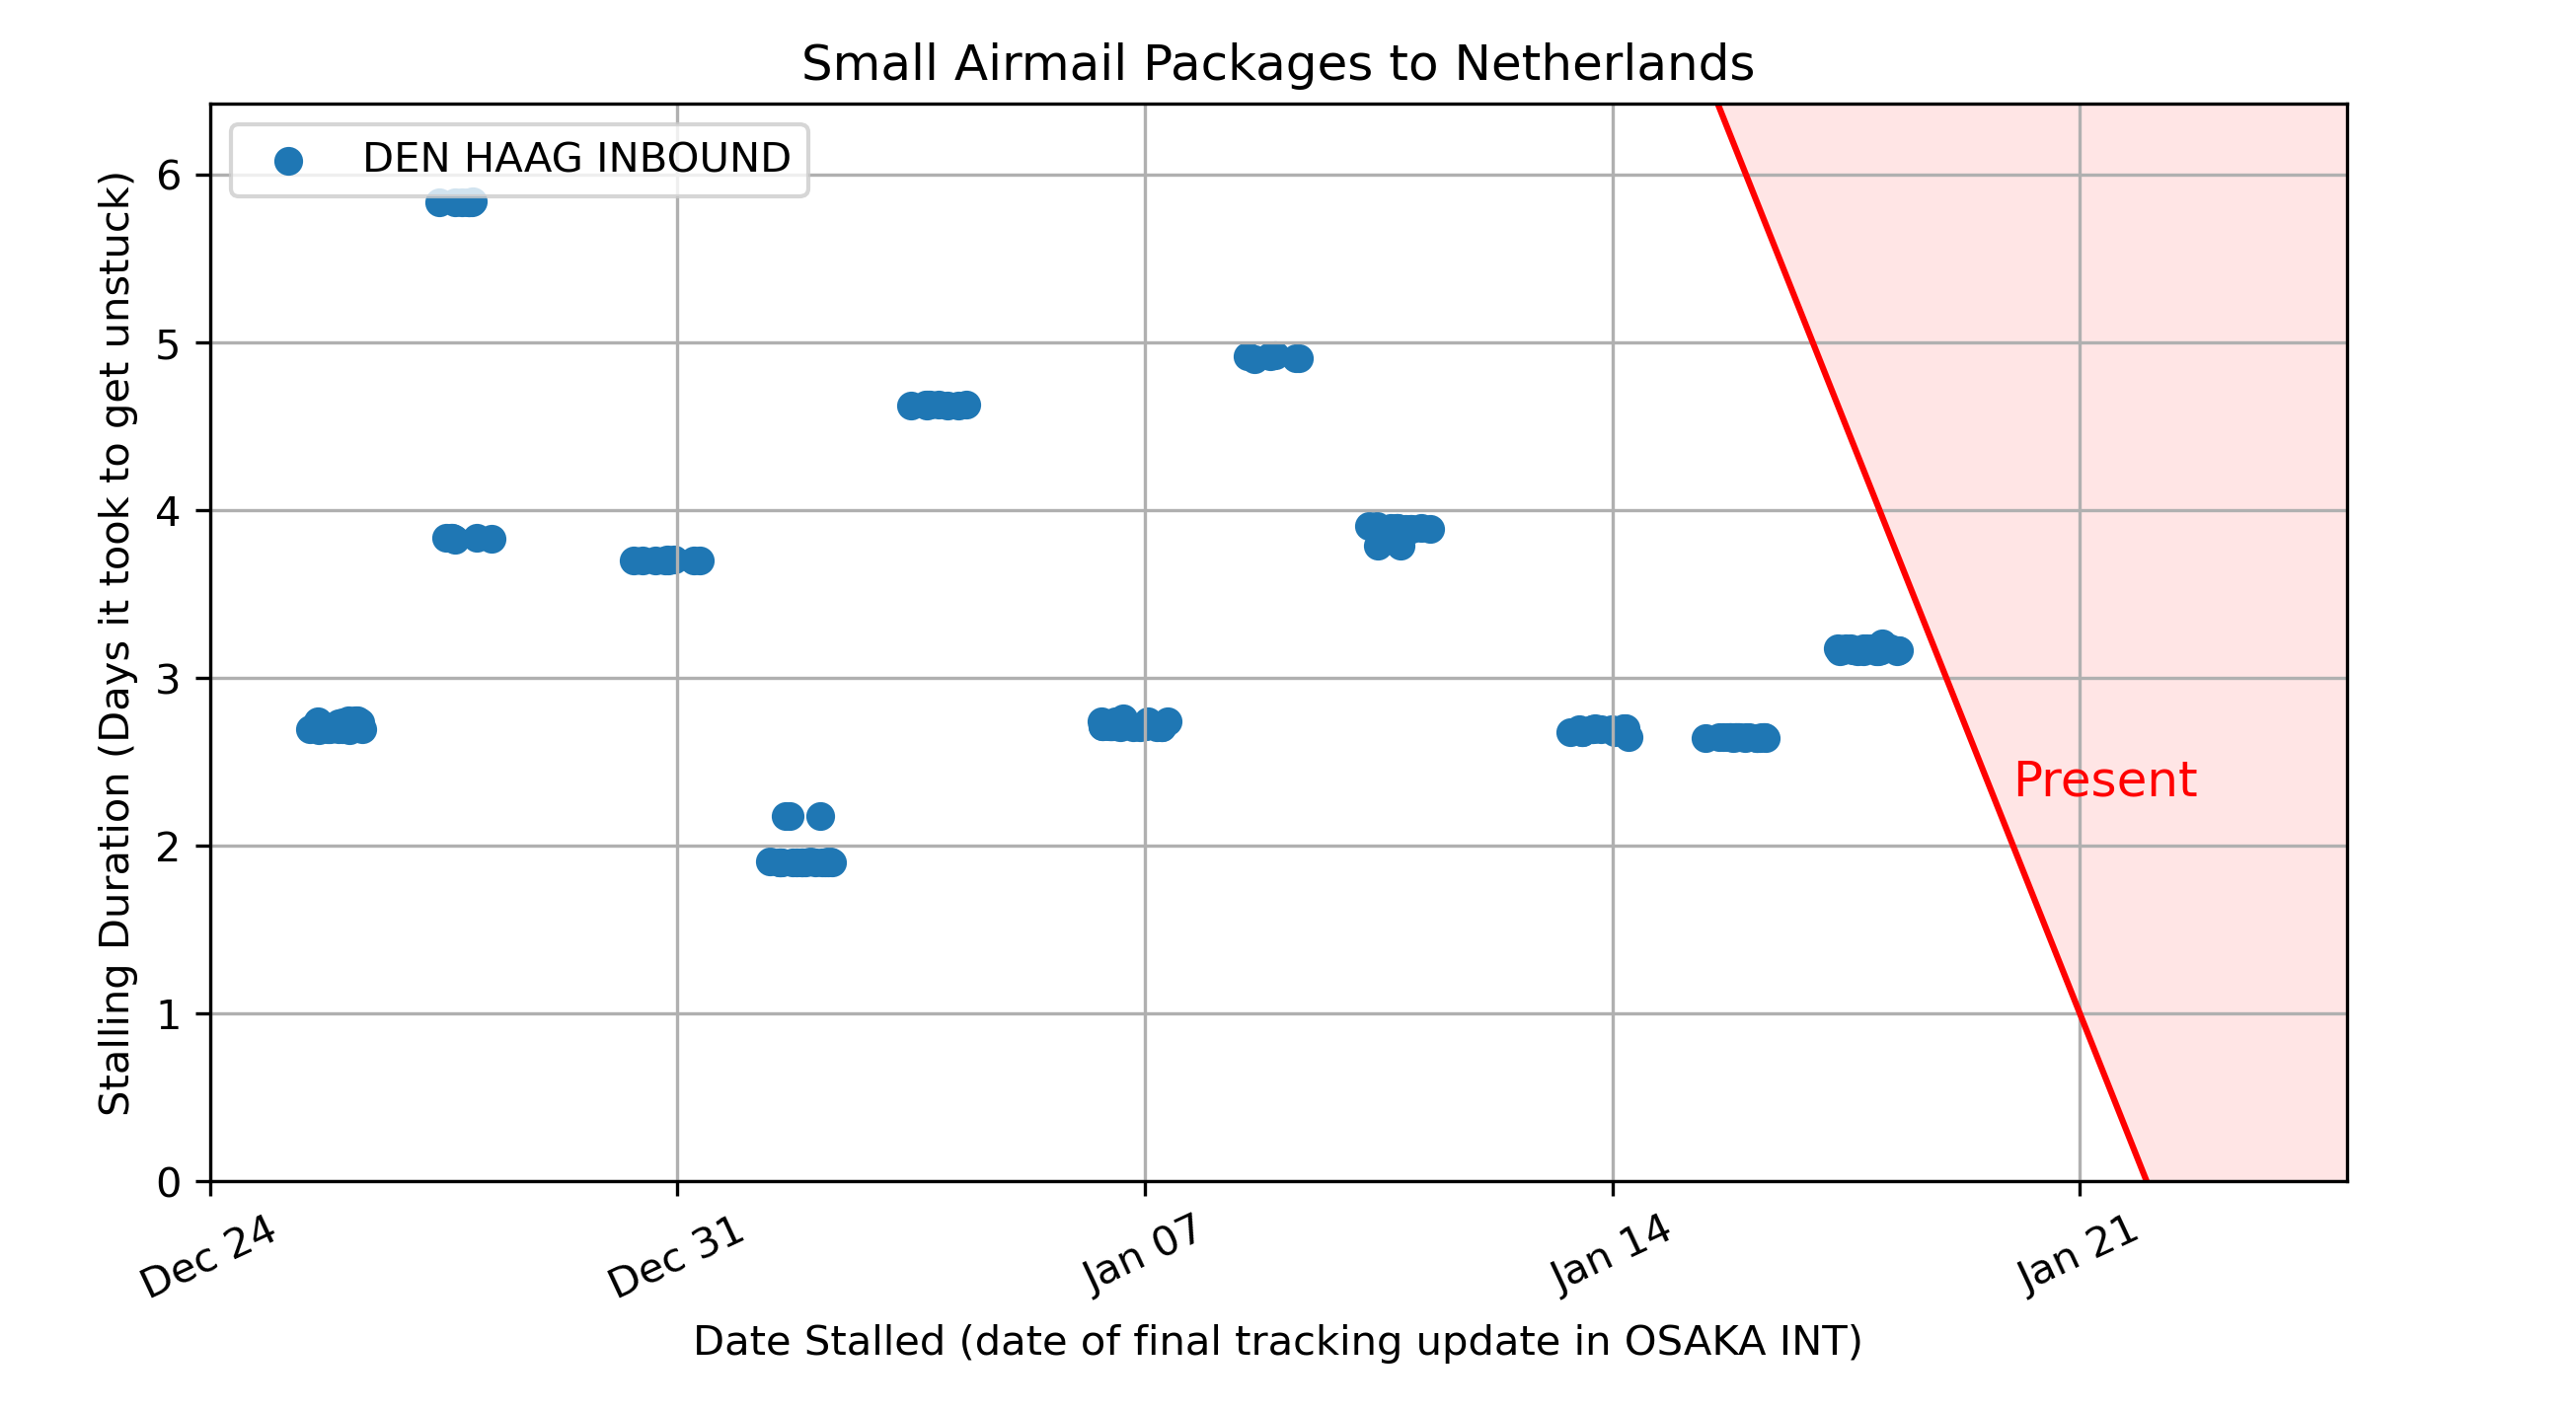 Small Airmail Packages to Netherlands
DEN HAAG INBOUND
Stalling Duration (Days it took to get unstuck)
6
5
4
3
2
1
0
Present
Dec 24
Dec 31
Jan 07
Jan 14
Jan 21
Date Stalled (date of final tracking update in OSAKA INT)